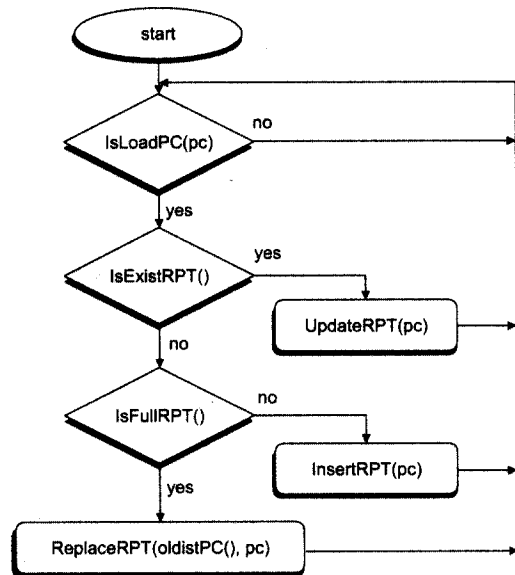 start
IsLoadPC(pc)
no
yes
IsExistRPT()
yes
UpdateRPT(pc)
no
IsFullRPT()
no
InsertRPT(pc)
yes
ReplaceRPT(oldistPC(), pc)